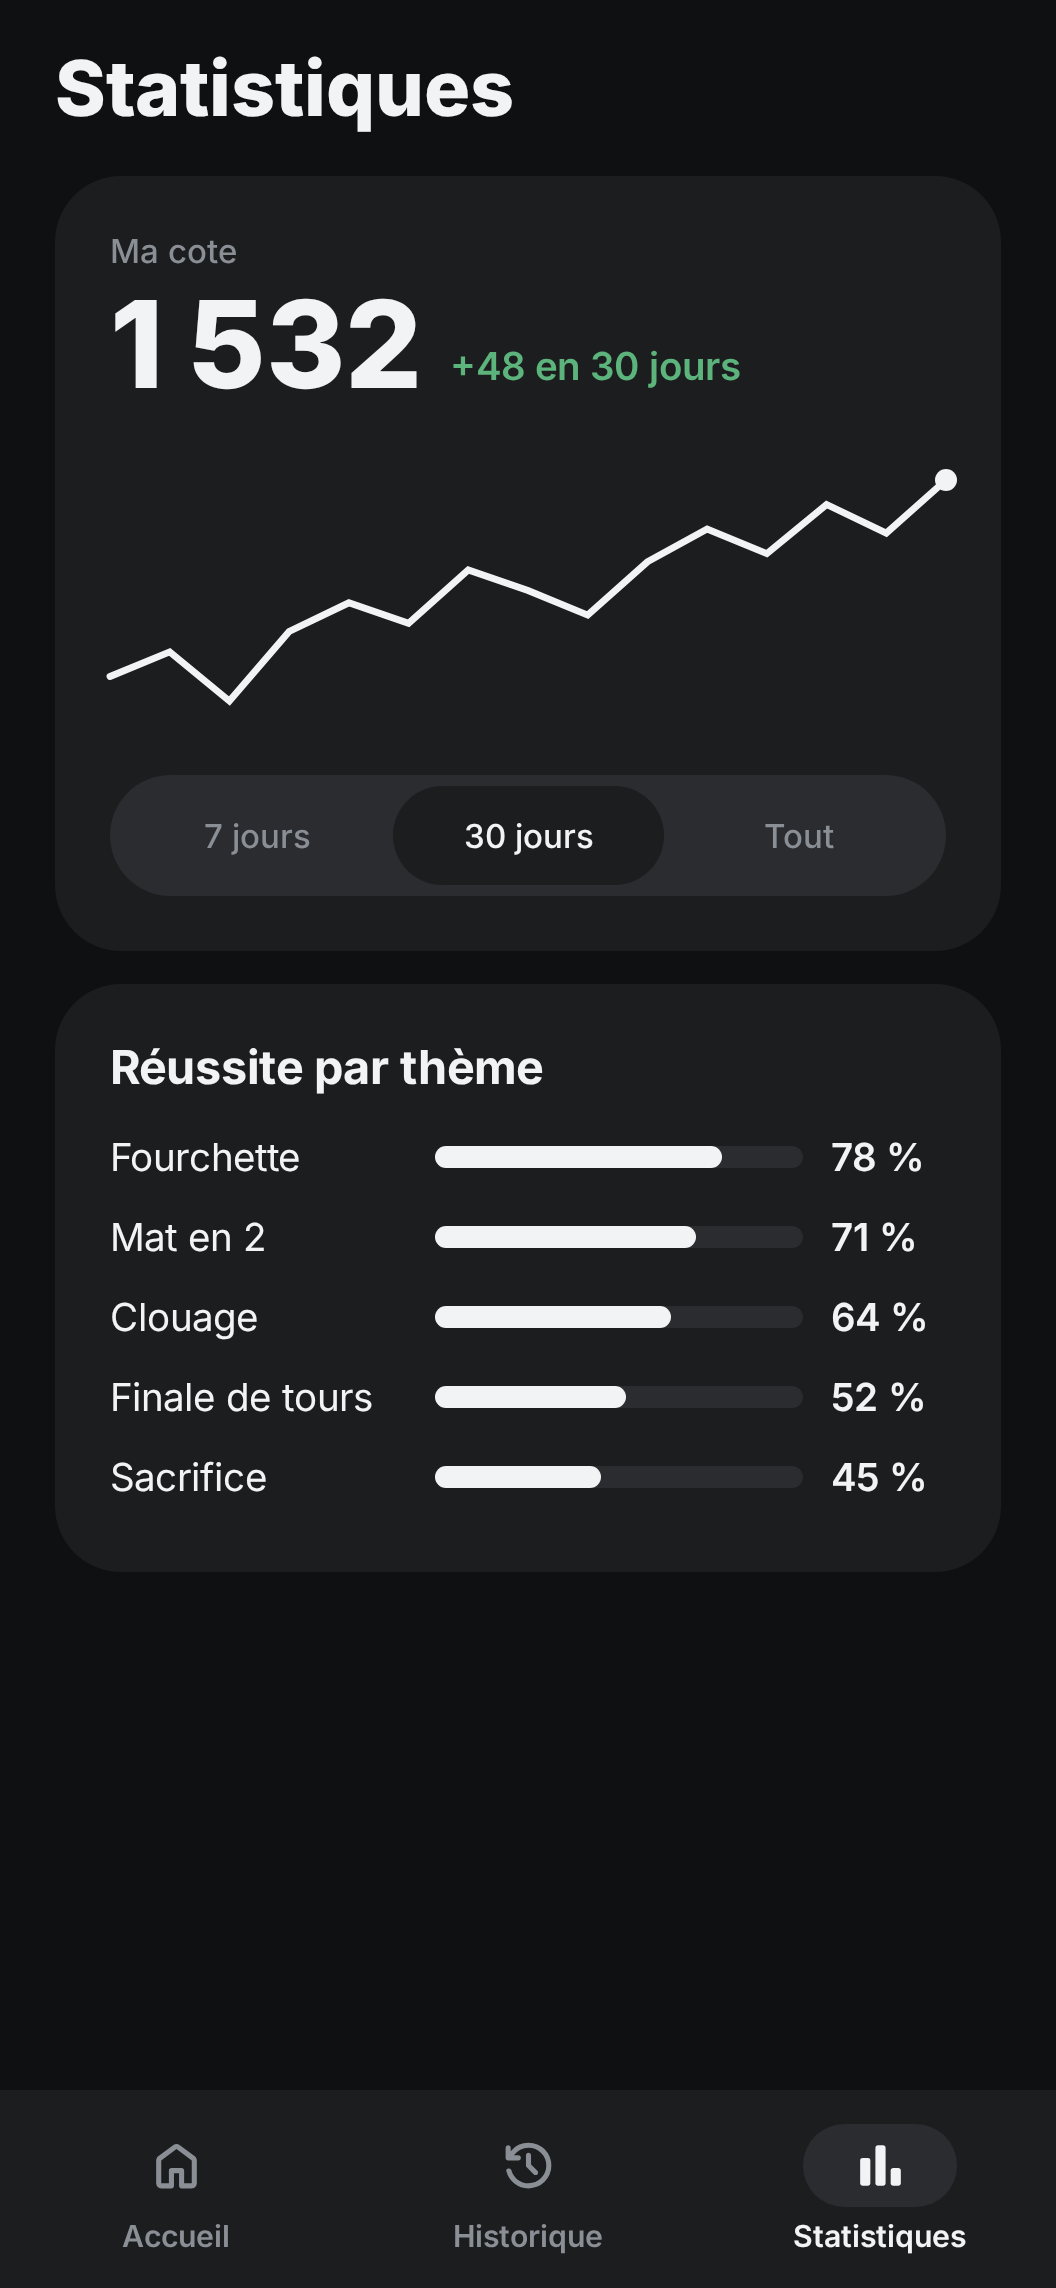 Statistiques
Ma cote
1 532 +48 en 30 jours
7 jours 30 jours Tout
Réussite par thème
Fourchette 78 %
Mat en 2 71 %
Clouage 64 %
Finale de tours 52 %
Sacrifice 45 %
Accueil Historique Statistiques